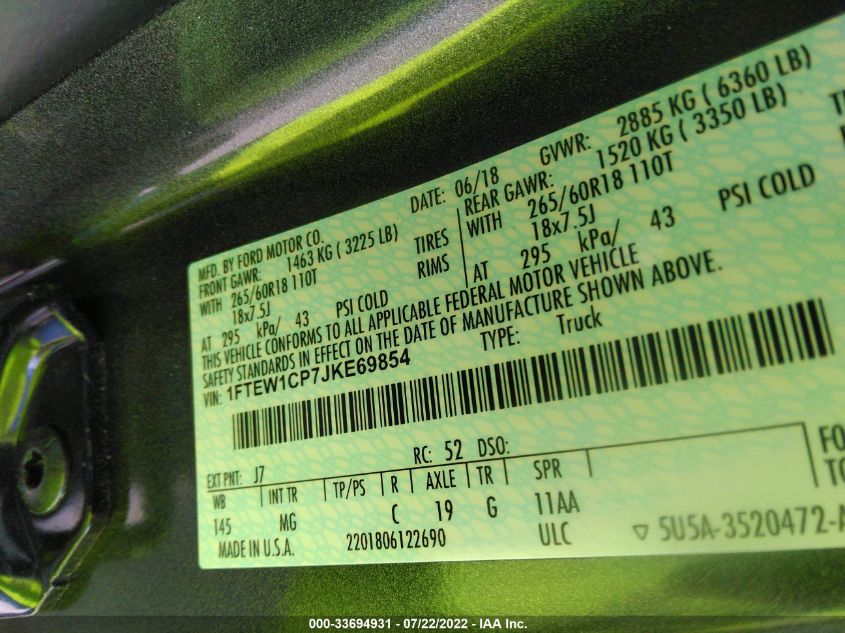 MFD. BY FORD MOTOR CO.
DATE: 06/18
GVWR: 2885 KG ( 6360 LB)
FRONT GAWR: 1463 KG ( 3225 LB)
REAR GAWR: 1520 KG ( 3350 LB)
WITH 265/60R18 110T TIRES
WITH 265/60R18 110T
18x7.5J RIMS
18x7.5J
AT 295 kPa/ 43 PSI COLD
AT 295 kPa/ 43 PSI COLD
THIS VEHICLE CONFORMS TO ALL APPLICABLE FEDERAL MOTOR VEHICLE
SAFETY STANDARDS IN EFFECT ON THE DATE OF MANUFACTURE SHOWN ABOVE.
VIN: 1FTEW1CP7JKE69854
TYPE: Truck
EXT PNT: J7 RC: 52 DSO:
WB INT TR TP/PS R AXLE TR SPR
145 MG C 19 G 11AA
MADE IN U.S.A. 2201806122690 ULC
▽ 5U5A-3520472-A
000-33694931 - 07/22/2022 - IAA Inc.